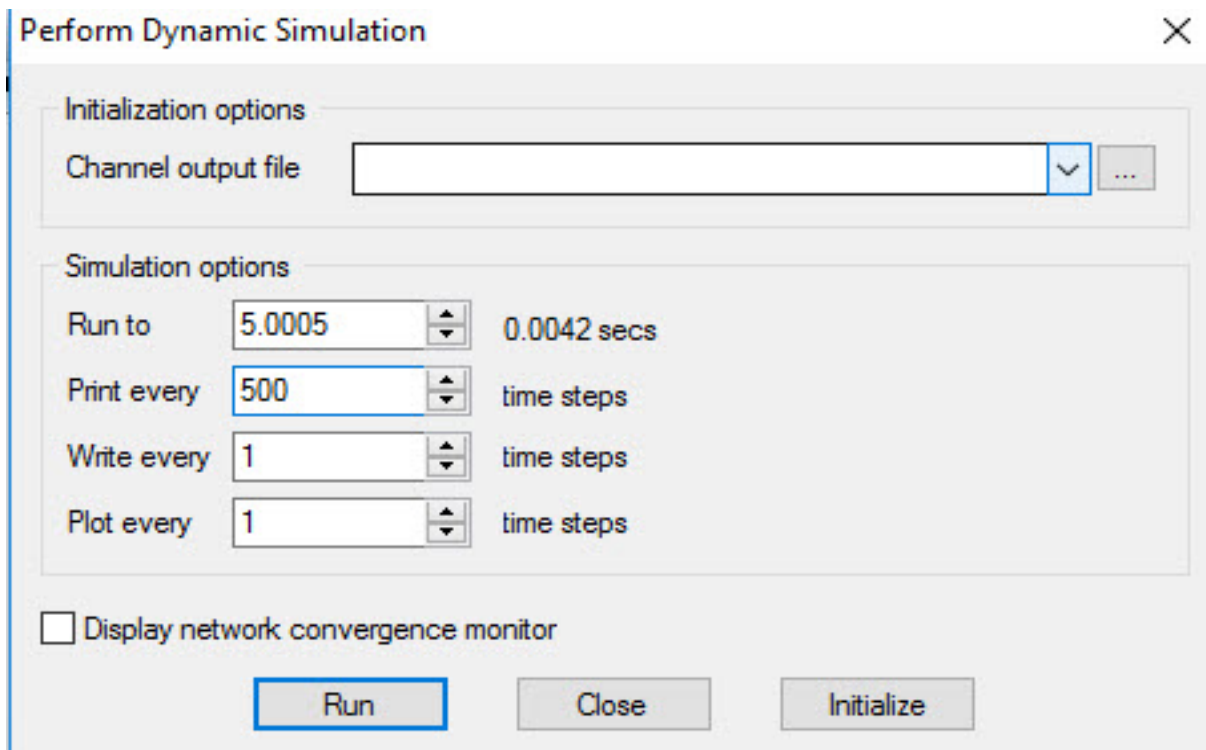 Perform Dynamic Simulation
Initialization options
Channel output file ...
Simulation options
Run to 5.0005 0.0042 secs
Print every 500 time steps
Write every 1 time steps
Plot every 1 time steps
Display network convergence monitor
Run Close Initialize